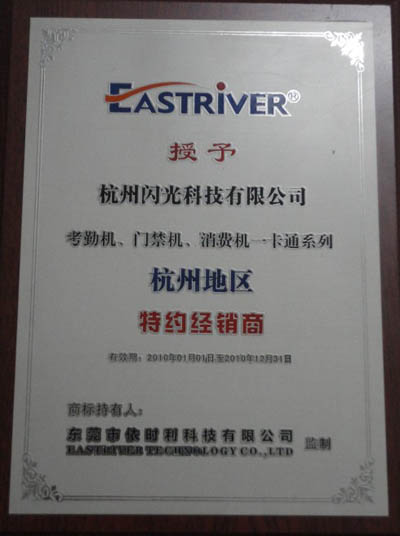 EASTRIVER®
授予
杭州闪光科技有限公司
考勤机、门禁机、消费机一卡通系列
杭州地区
特约经销商
有效期：2010年01月01日至2010年12月31日
商标持有人：
东莞市依时利科技有限公司 监制
EASTRIVER TECHNOLOGY CO.,LTD